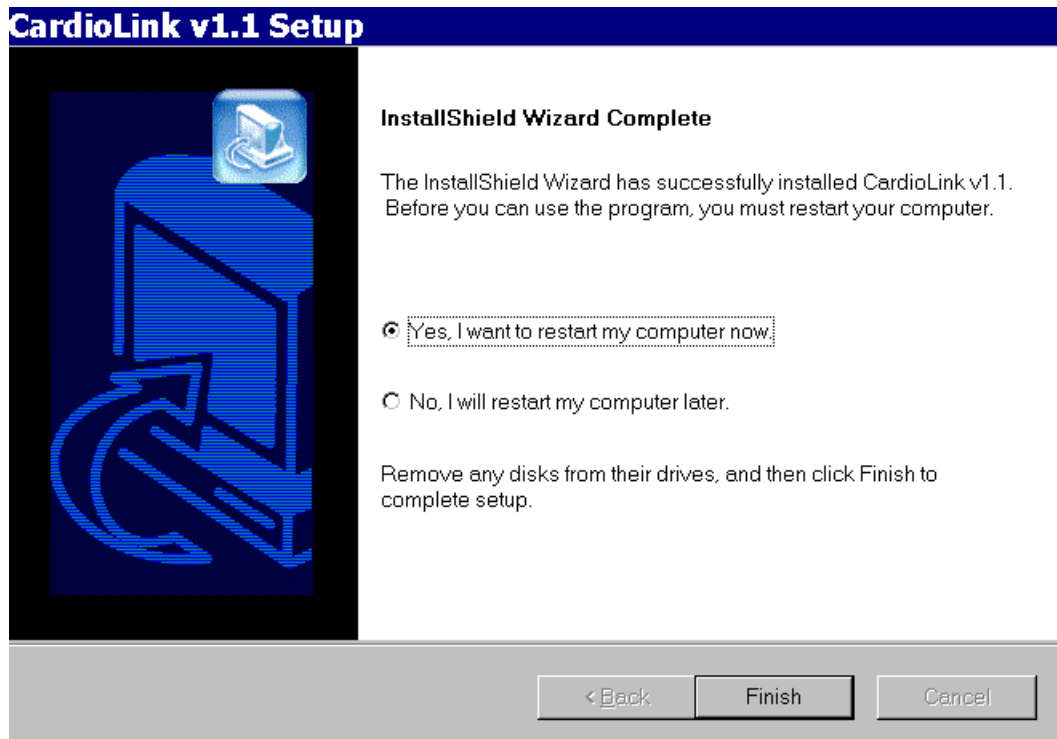 CardioLink v1.1 Setup
InstallShield Wizard Complete
The InstallShield Wizard has successfully installed CardioLink v1.1.
Before you can use the program, you must restart your computer.
Yes, I want to restart my computer now.
No, I will restart my computer later.
Remove any disks from their drives, and then click Finish to
complete setup.
< Back Finish Cancel